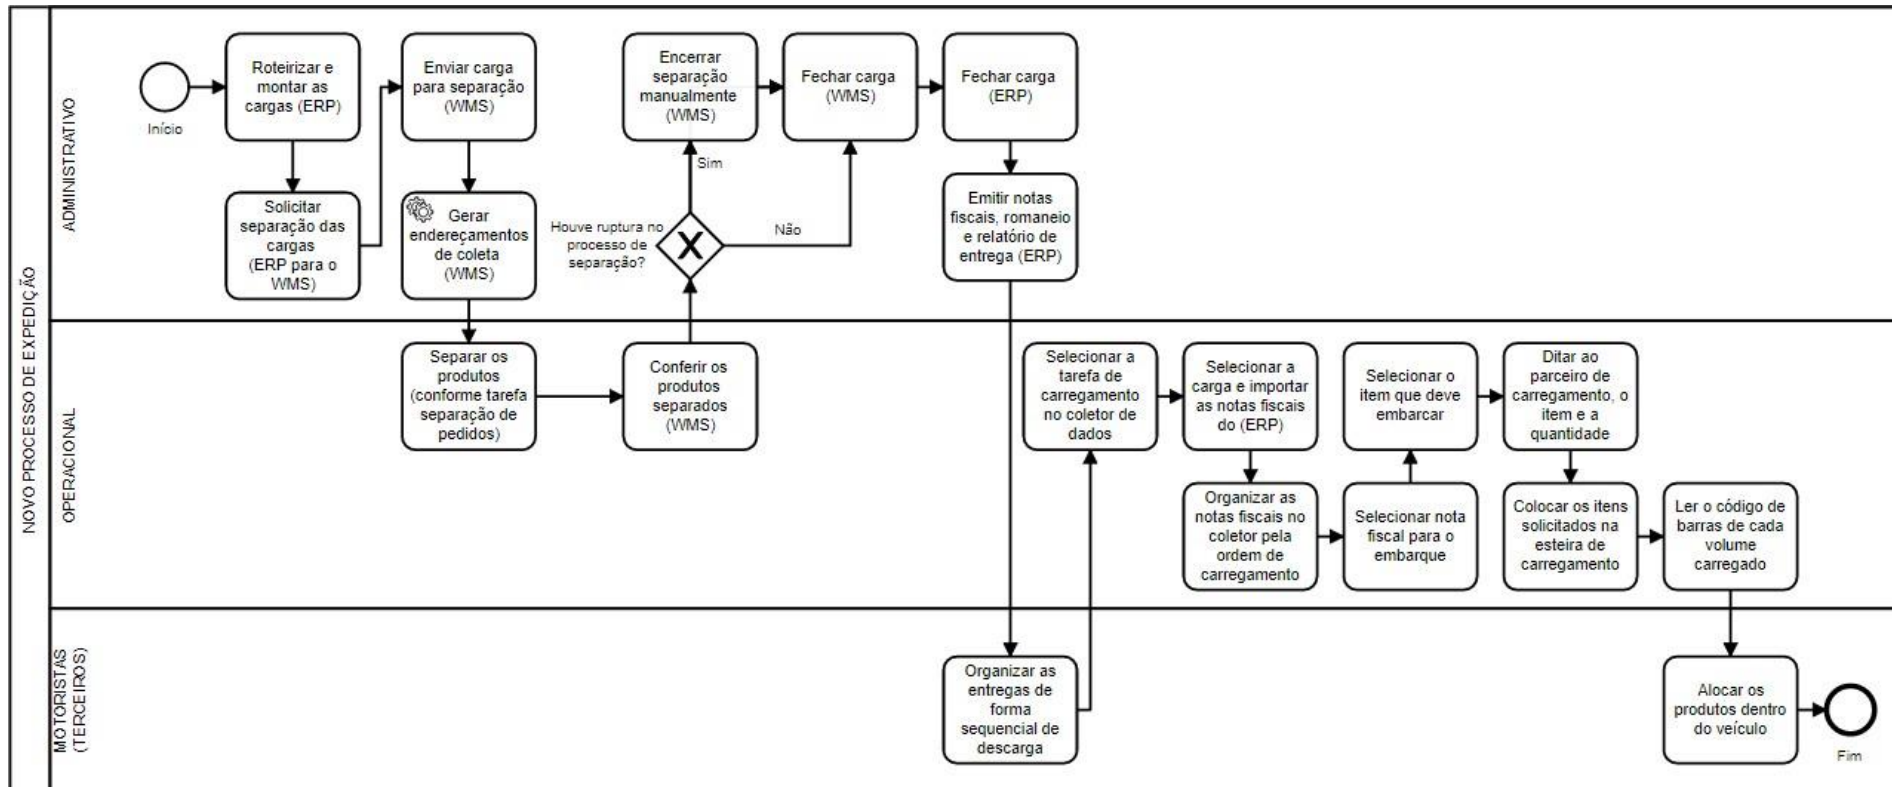 NOVO PROCESSO DE EXPEDIÇÃO
ADMINISTRATIVO
Início
Roteirizar e
montar as
cargas (ERP)
Solicitar
separação das
cargas
(ERP para o
WMS)
Enviar carga
para separação
(WMS)
Gerar
endereçamentos
de coleta
(WMS)
Houve ruptura no
processo de
separação?
Sim
Não
Encerrar
separação
manualmente
(WMS)
Fechar carga
(WMS)
Fechar carga
(ERP)
Emitir notas
fiscais, romaneio
e relatório de
entrega (ERP)
OPERACIONAL
Separar os
produtos
(conforme tarefa
separação de
pedidos)
Conferir os
produtos
separados
(WMS)
Selecionar a
tarefa de
carregamento
no coletor de
dados
Selecionar a
carga e importar
as notas fiscais
do (ERP)
Organizar as
notas fiscais no
coletor pela
ordem de
carregamento
Selecionar nota
fiscal para o
embarque
Selecionar o
item que deve
embarcar
Ditar ao
parceiro de
carregamento, o
item e a
quantidade
Colocar os itens
solicitados na
esteira de
carregamento
Ler o código de
barras de cada
volume
carregado
MOTORISTAS
(TERCEIROS)
Organizar as
entregas de
forma
sequencial de
descarga
Alocar os
produtos dentro
do veículo
Fim